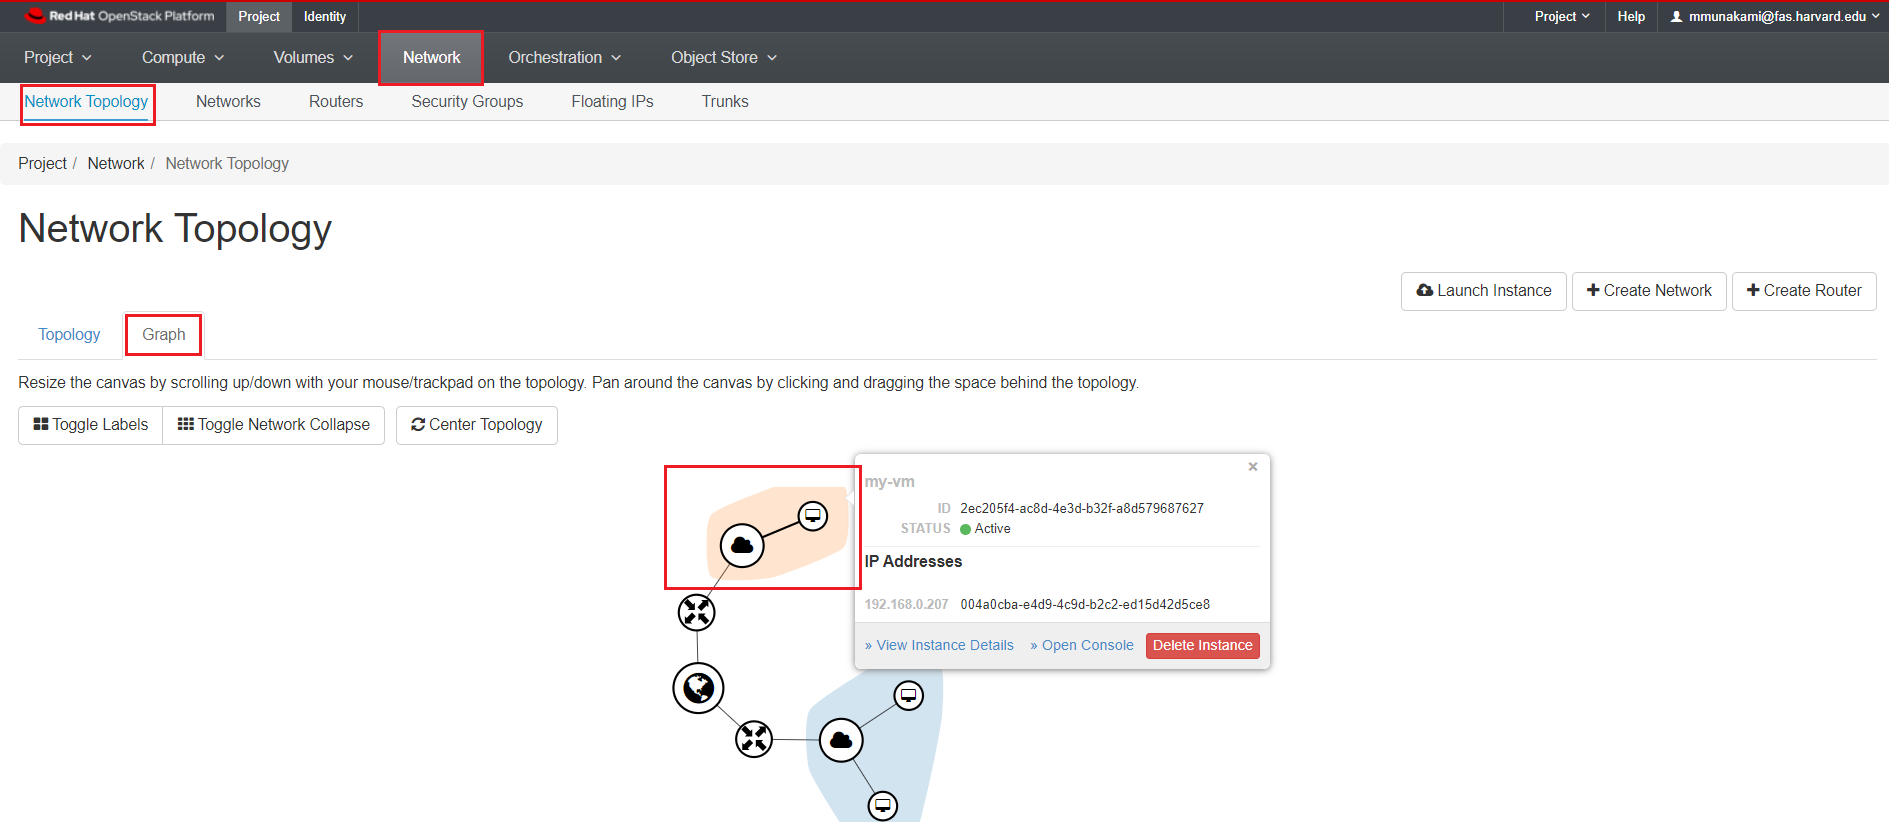 Red Hat OpenStack Platform Project Identity Project Help mmunakami@fas.harvard.edu
Project Compute Volumes Network Orchestration Object Store
Network Topology Networks Routers Security Groups Floating IPs Trunks
Project / Network / Network Topology
Network Topology
Launch Instance + Create Network + Create Router
Topology Graph
Resize the canvas by scrolling up/down with your mouse/trackpad on the topology. Pan around the canvas by clicking and dragging the space behind the topology.
Toggle Labels Toggle Network Collapse Center Topology
×
my-vm
ID 2ec205f4-ac8d-4e3d-b32f-a8d579687627
STATUS Active
IP Addresses
192.168.0.207 004a0cba-e4d9-4c9d-b2c2-ed15d42d5ce8
» View Instance Details » Open Console Delete Instance